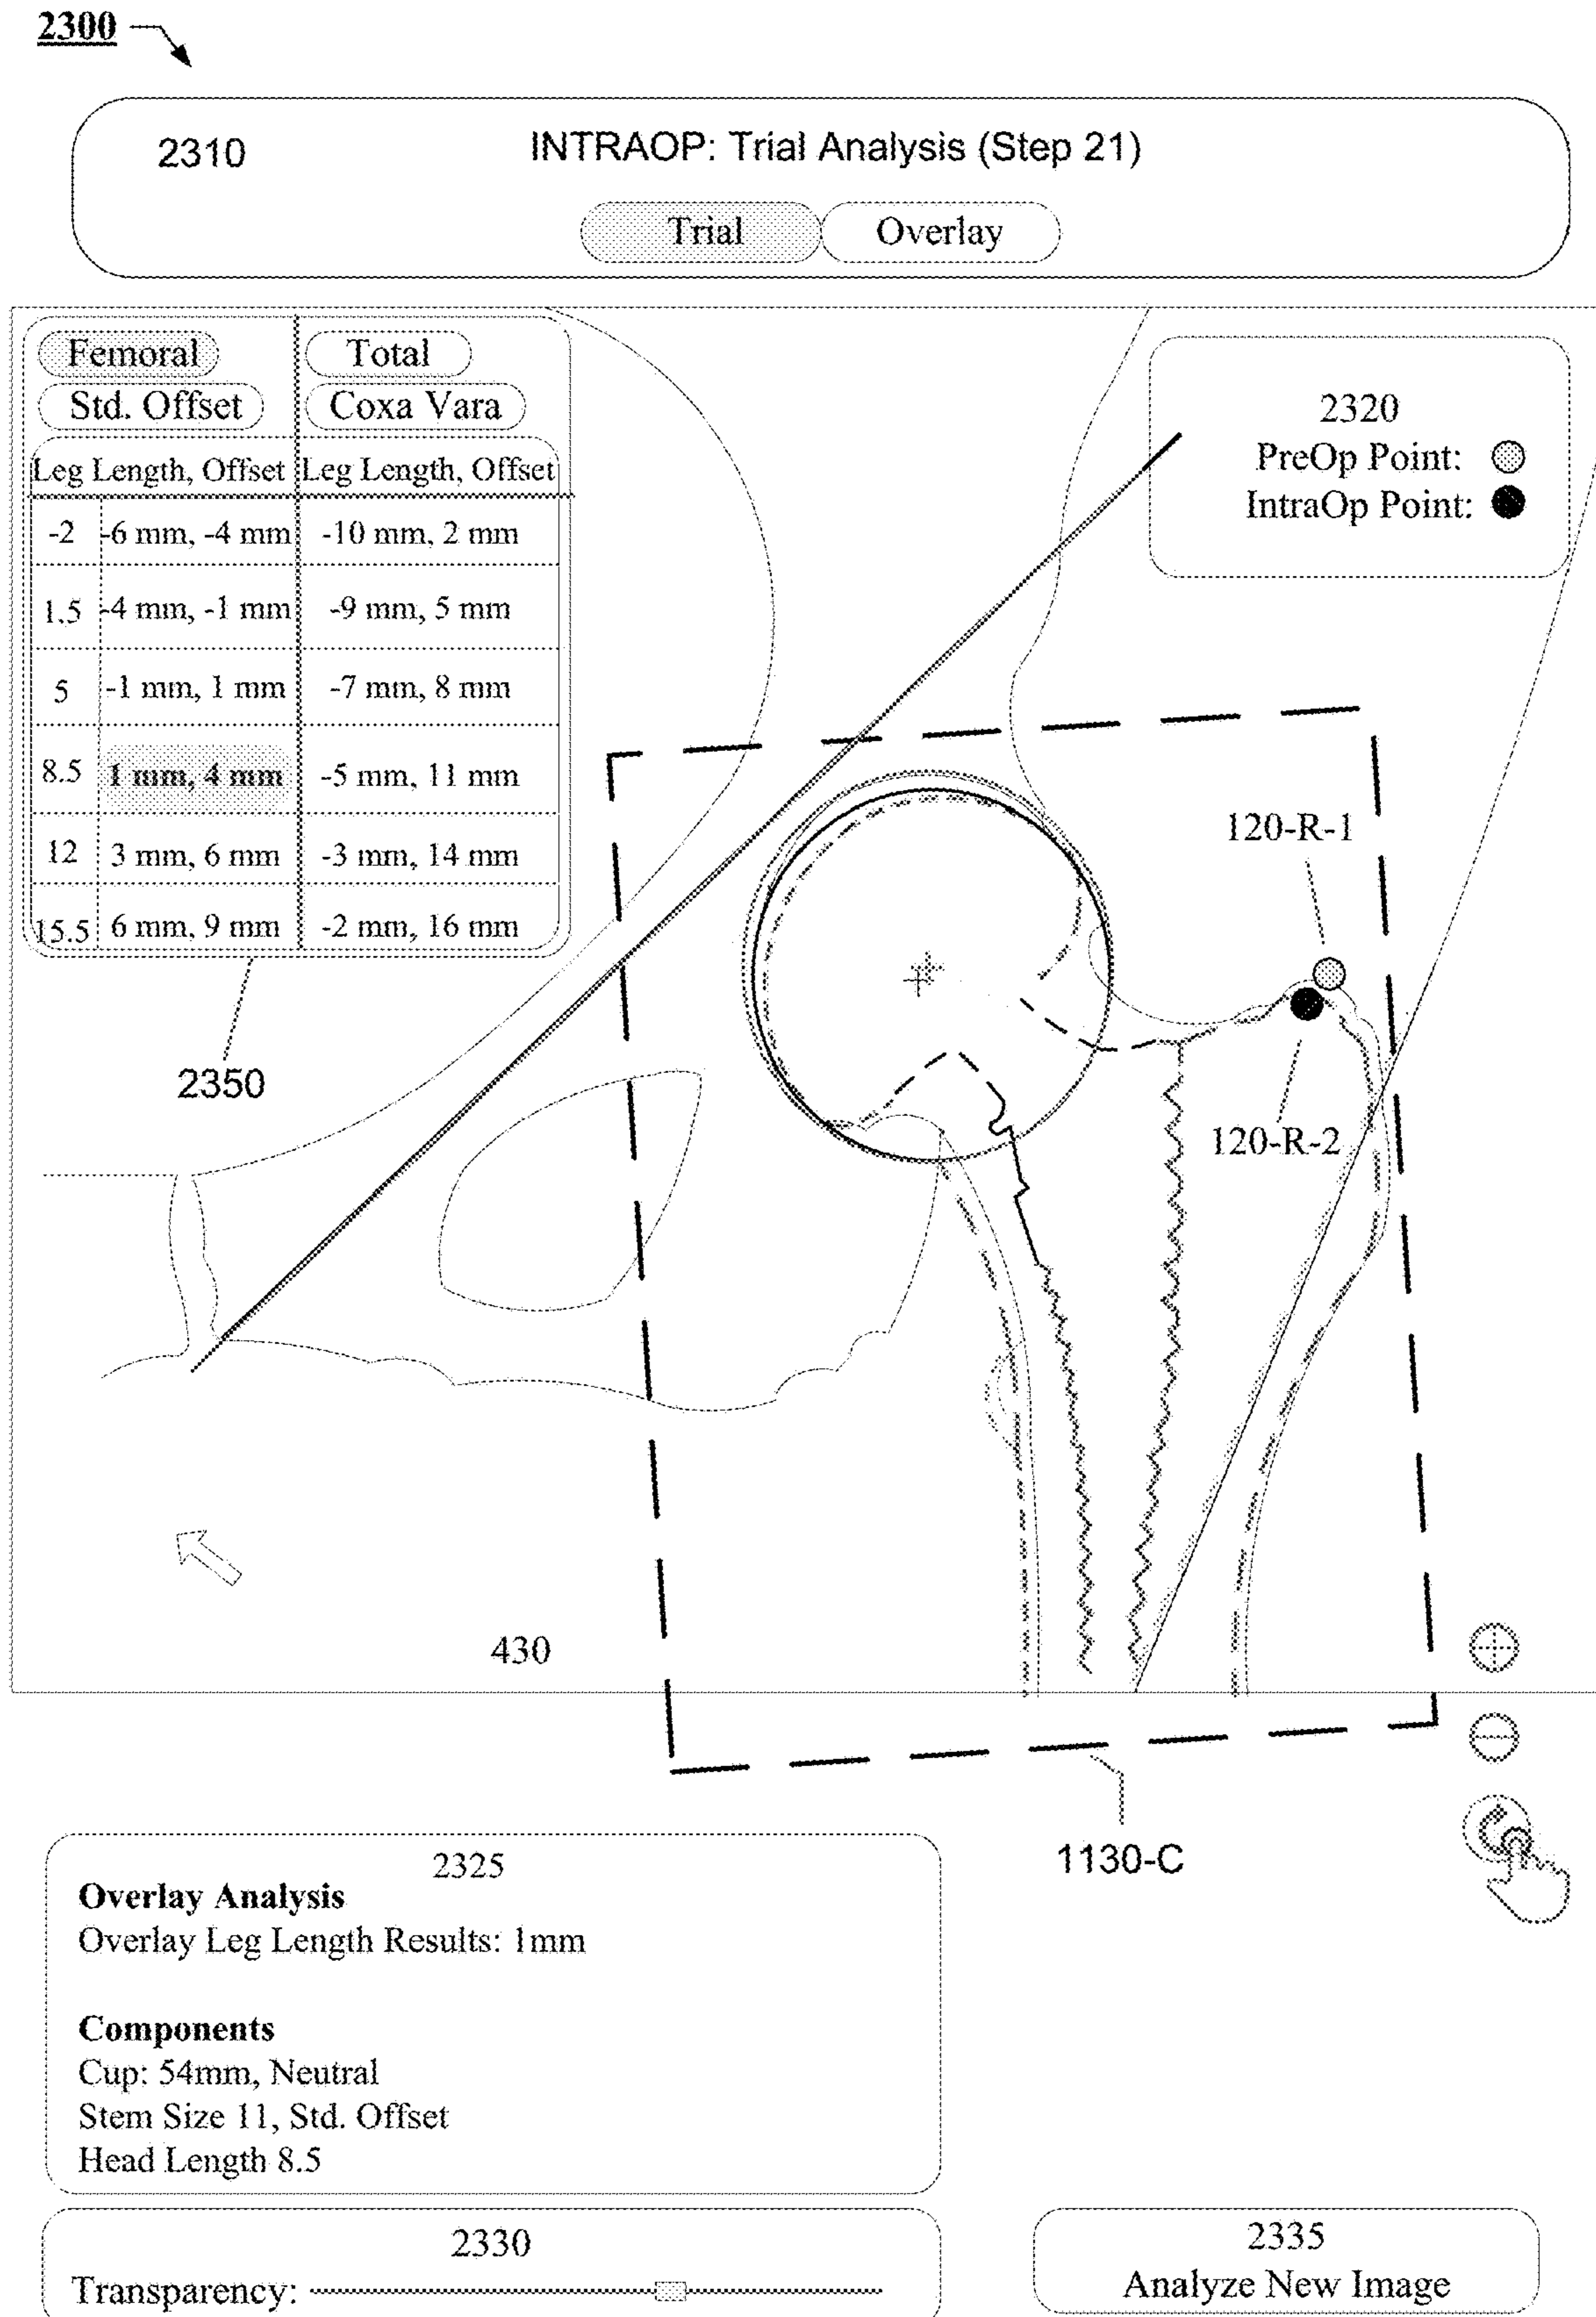 2300
2310 INTRAOP: Trial Analysis (Step 21)
Trial Overlay
Femoral Total
Std. Offset Coxa Vara
Leg Length, Offset Leg Length, Offset
-2 -6 mm, -4 mm -10 mm, 2 mm
1.5 -4 mm, -1 mm -9 mm, 5 mm
5 -1 mm, 1 mm -7 mm, 8 mm
8.5 1 mm, 4 mm -5 mm, 11 mm
12 3 mm, 6 mm -3 mm, 14 mm
15.5 6 mm, 9 mm -2 mm, 16 mm
2320
PreOp Point:
IntraOp Point:
120-R-1
2350
120-R-2
430
1130-C
2325
Overlay Analysis
Overlay Leg Length Results: 1mm
Components
Cup: 54mm, Neutral
Stem Size 11, Std. Offset
Head Length 8.5
2330
Transparency:
2335
Analyze New Image